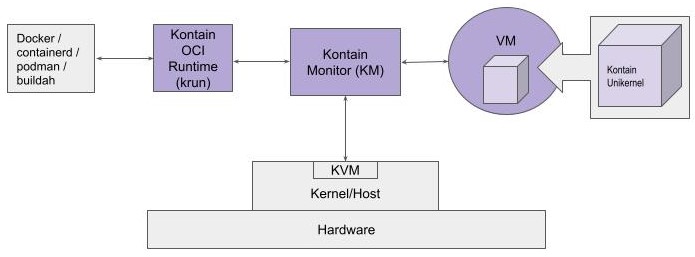 Docker /
containerd /
podman /
buildah
Kontain
OCI
Runtime
(krun)
Kontain
Monitor (KM)
VM
Kontain
Unikernel
KVM
Kernel/Host
Hardware